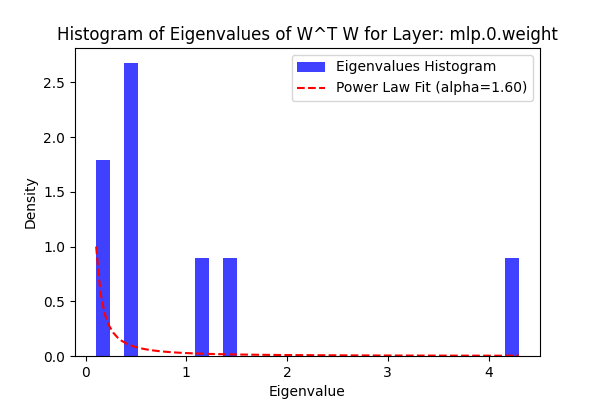 Histogram of Eigenvalues of W^T W for Layer: mlp.0.weight
Eigenvalues Histogram
Power Law Fit (alpha=1.60)
2.5
2.0
1.5
1.0
0.5
0.0
Density
0 1 2 3 4
Eigenvalue